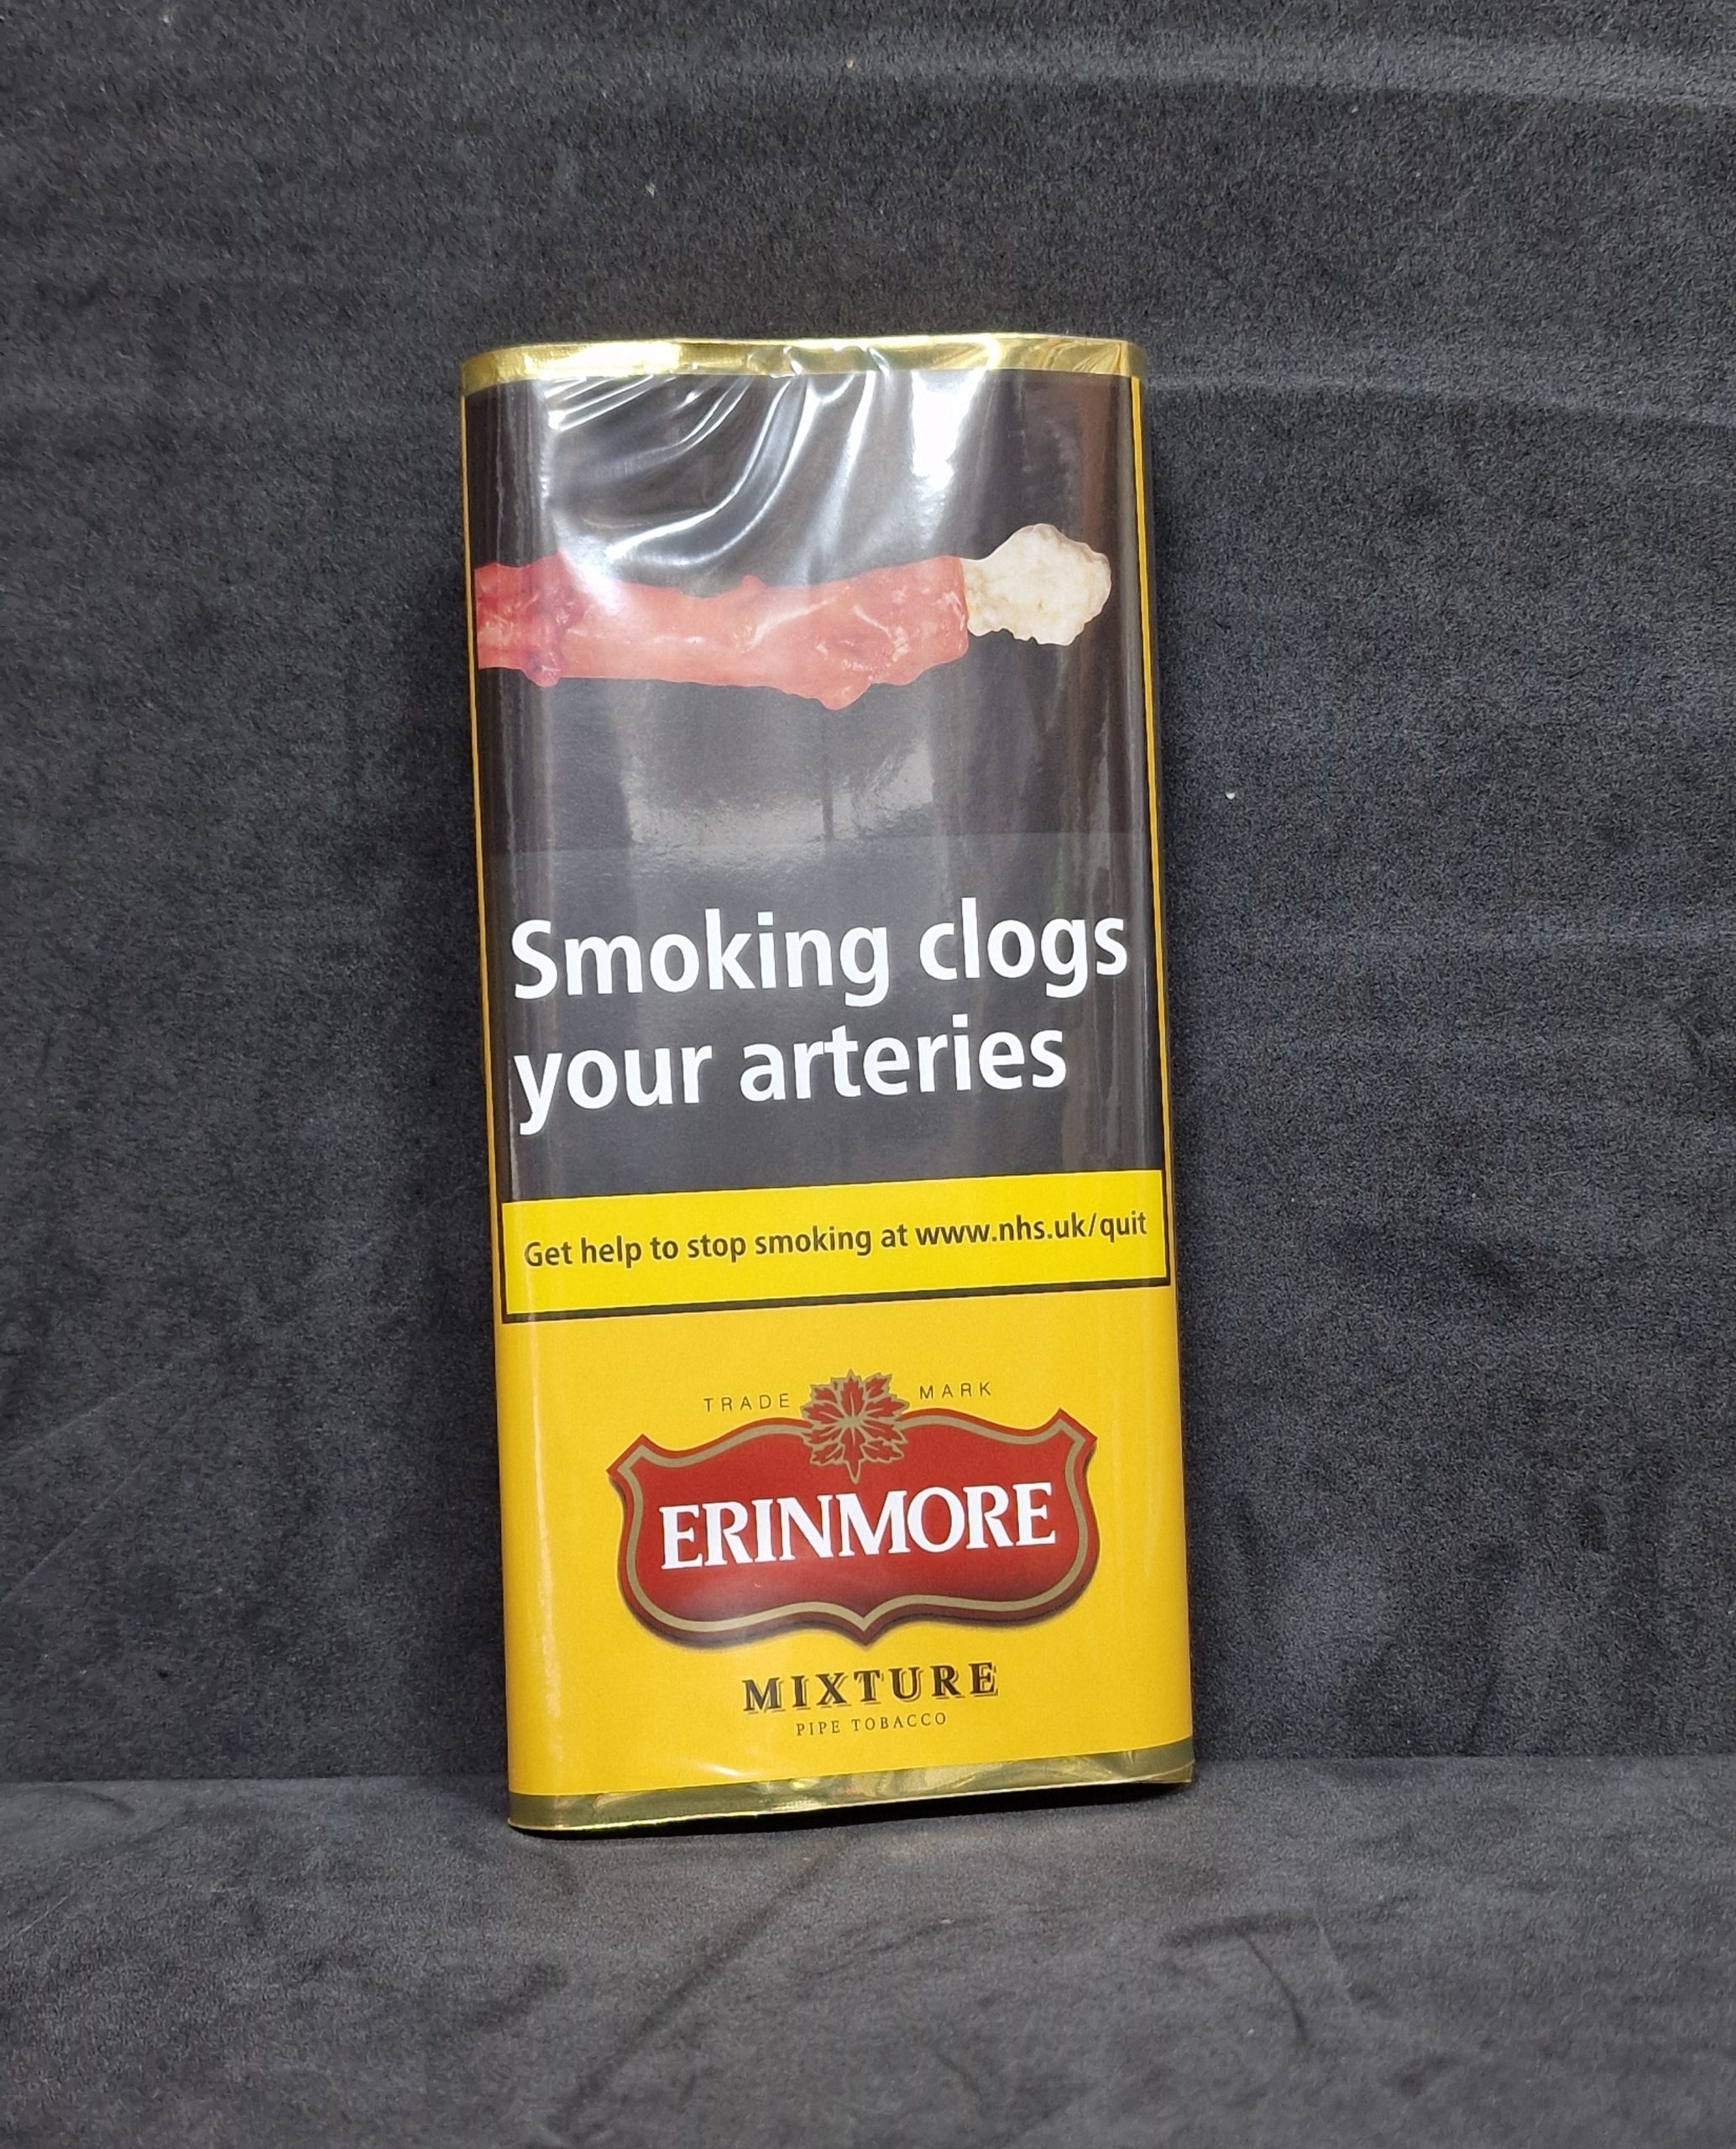 Smoking clogs
your arteries
Get help to stop smoking at www.nhs.uk/quit
TRADE MARK
ERINMORE
MIXTURE
PIPE TOBACCO